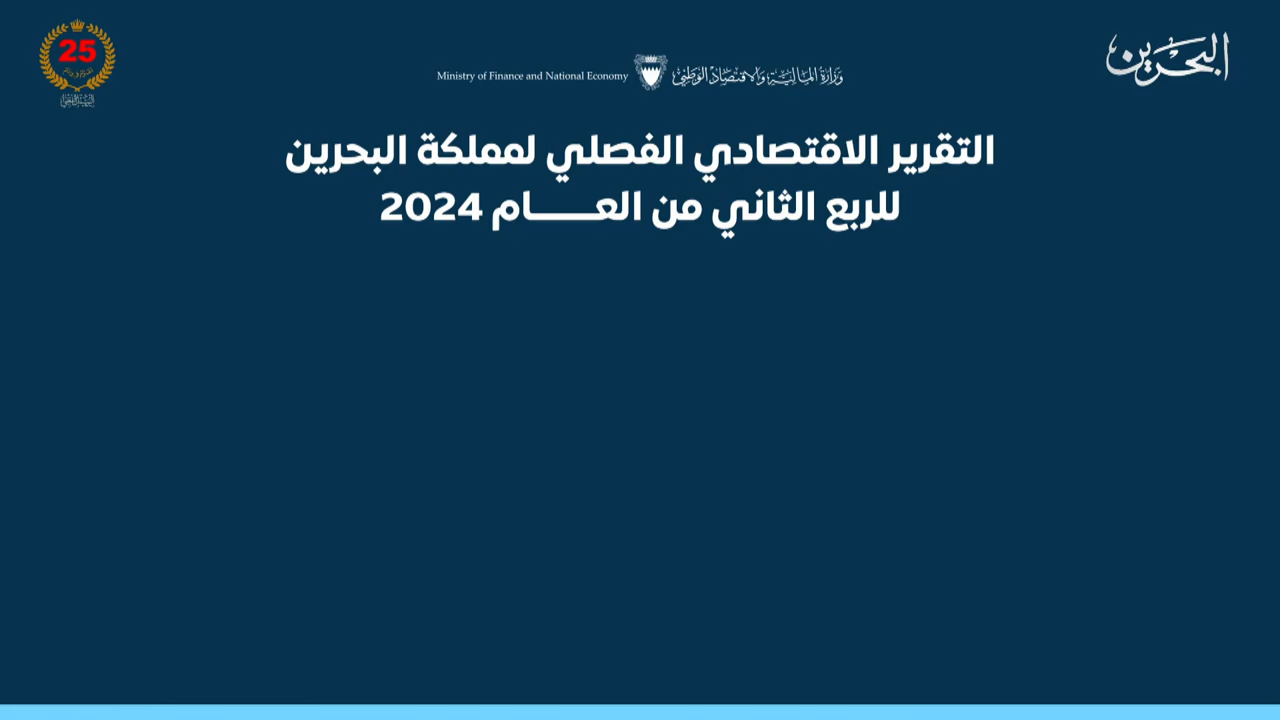 البحرين
وزارة المالية والاقتصاد الوطني
Ministry of Finance and National Economy
25
التقرير الاقتصادي الفصلي لمملكة البحرين
للربع الثاني من العـــــــام 2024